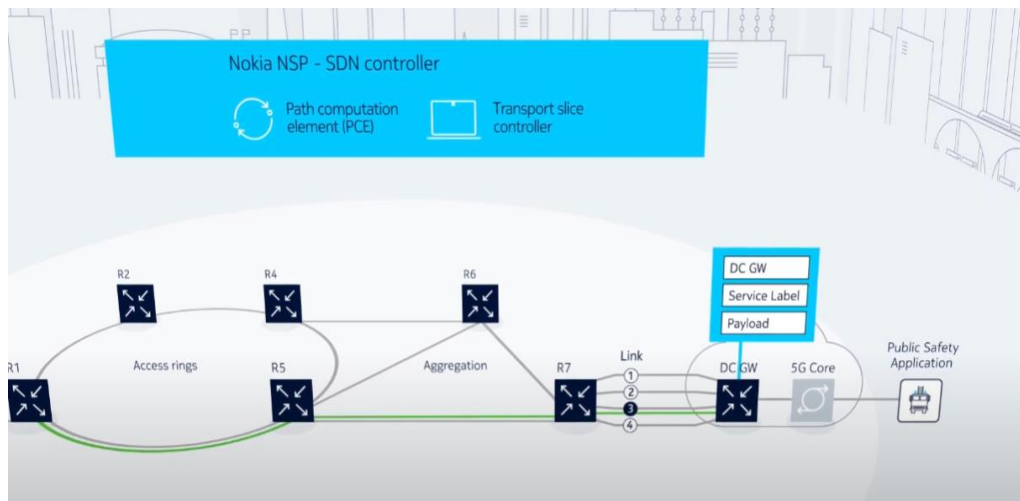 Nokia NSP - SDN controller
Path computation
element (PCE)
Transport slice
controller
DC GW
Service Label
Payload
R2
R4
R6
R1
Access rings
R5
Aggregation
R7
Link
1
2
3
4
DC GW
5G Core
Public Safety
Application